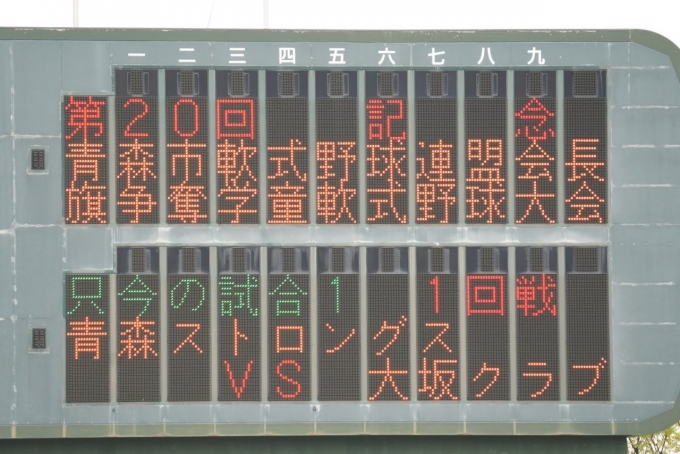 一 二 三 四 五 六 七 八 九
第20回 記念
青森市軟式野球連盟会長
旗争奪学童軟式野球大会
只今の試合1 1回戦
青森ストロングス
VS 大坂クラブ